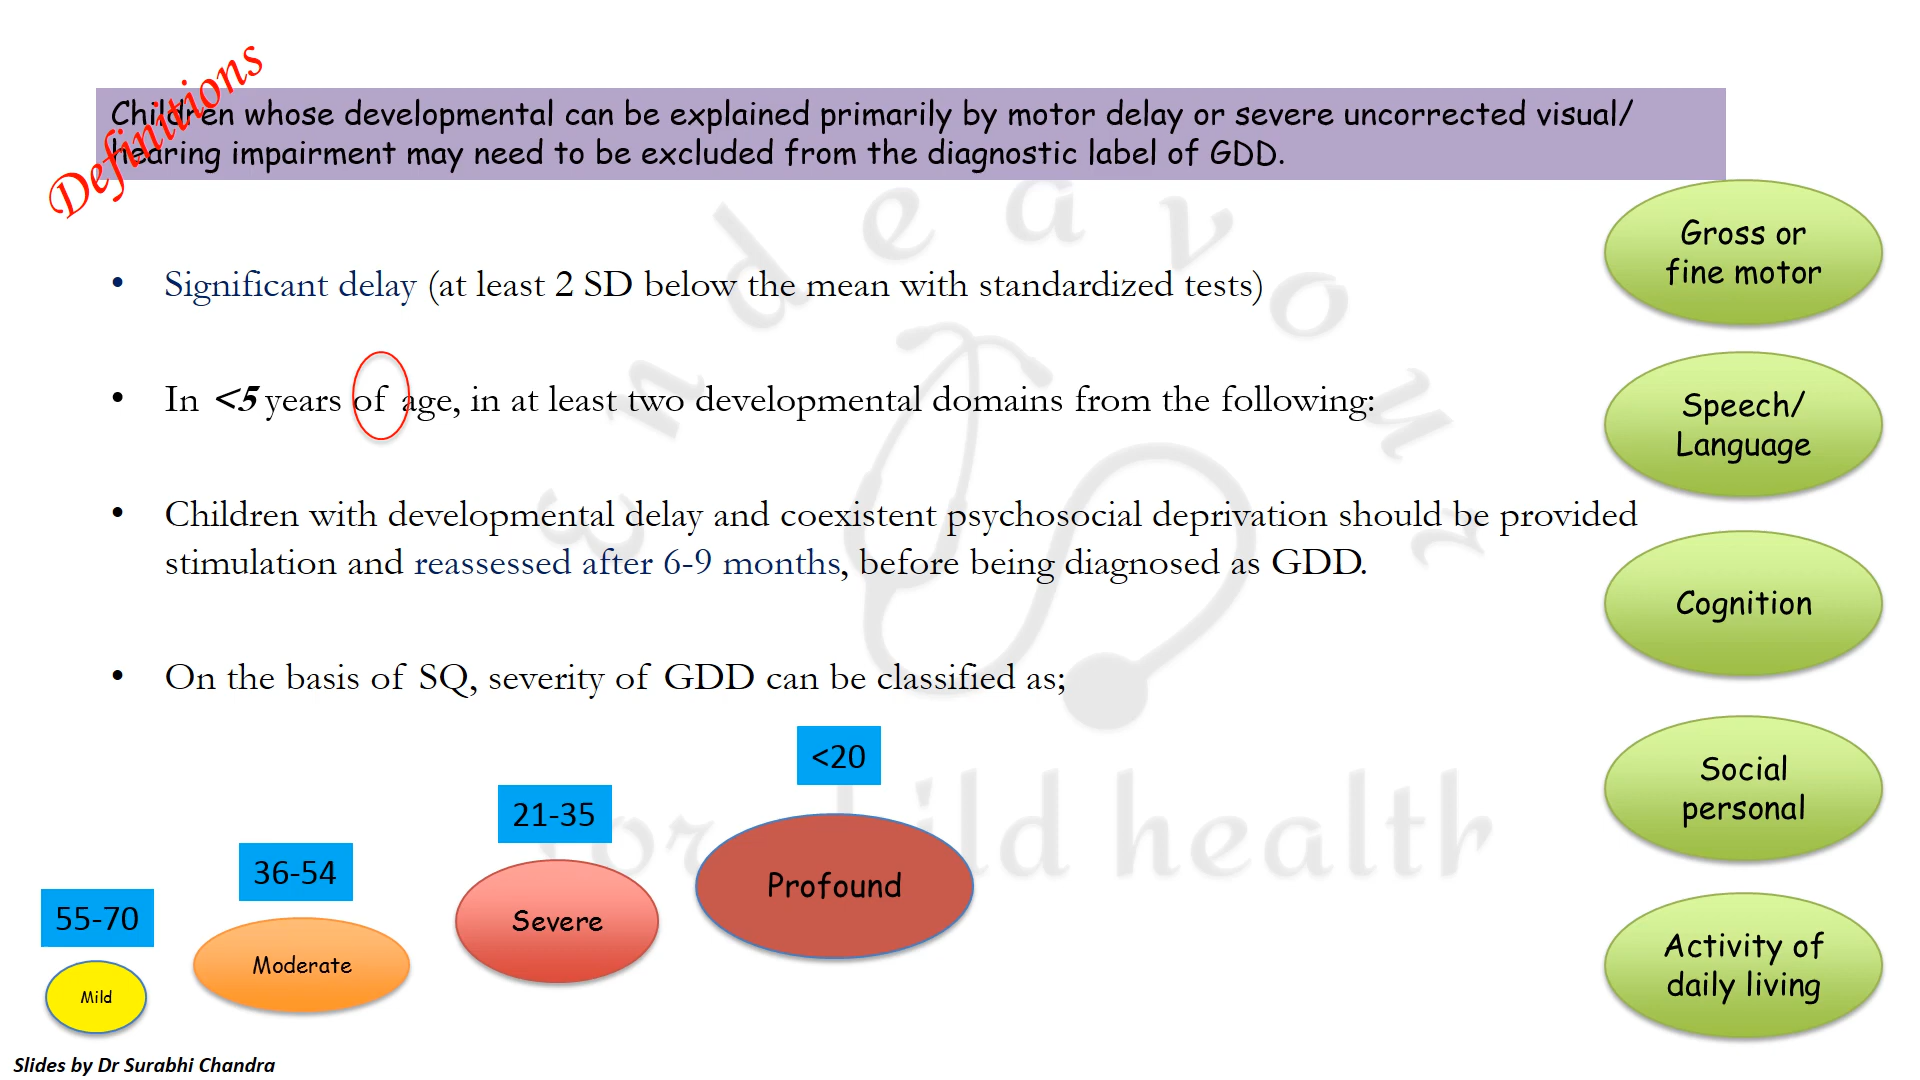 Definitions
Children whose developmental can be explained primarily by motor delay or severe uncorrected visual/
hearing impairment may need to be excluded from the diagnostic label of GDD.
• Significant delay (at least 2 SD below the mean with standardized tests)
• In <5 years of age, in at least two developmental domains from the following:
• Children with developmental delay and coexistent psychosocial deprivation should be provided
stimulation and reassessed after 6-9 months, before being diagnosed as GDD.
• On the basis of SQ, severity of GDD can be classified as;
55-70
Mild
36-54
Moderate
21-35
Severe
<20
Profound
Gross or
fine motor
Speech/
Language
Cognition
Social
personal
Activity of
daily living
Endeavour
for child health
Slides by Dr Surabhi Chandra